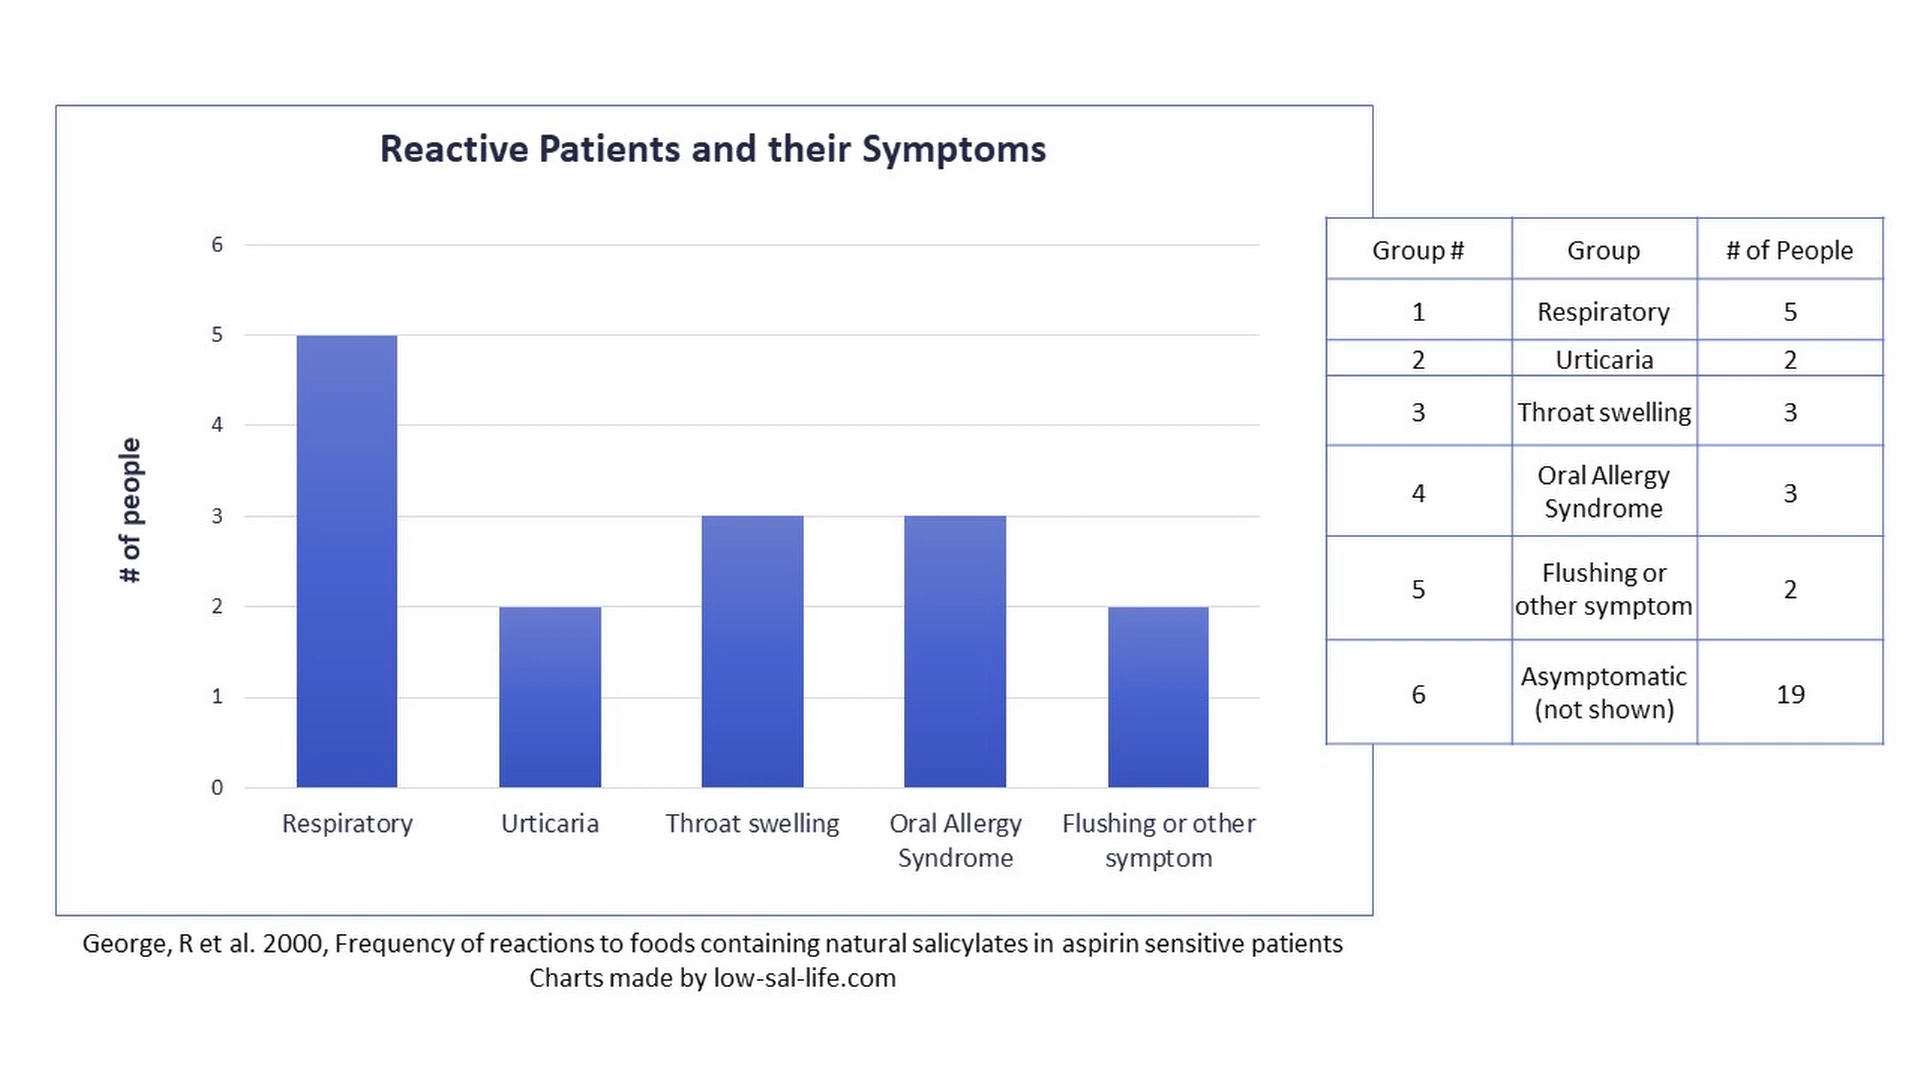 Reactive Patients and their Symptoms
# of people
6
5
4
3
2
1
0
Respiratory
Urticaria
Throat swelling
Oral Allergy
Syndrome
Flushing or other
symptom
Group # Group # of People
1 Respiratory 5
2 Urticaria 2
3 Throat swelling 3
4 Oral Allergy
Syndrome 3
5 Flushing or
other symptom 2
6 Asymptomatic
(not shown) 19
George, R et al. 2000, Frequency of reactions to foods containing natural salicylates in aspirin sensitive patients
Charts made by low-sal-life.com